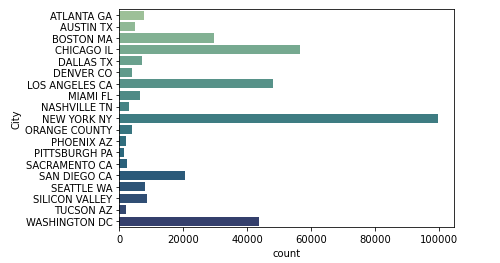 ATLANTA GA
AUSTIN TX
BOSTON MA
CHICAGO IL
DALLAS TX
DENVER CO
LOS ANGELES CA
MIAMI FL
NASHVILLE TN
NEW YORK NY
ORANGE COUNTY
PHOENIX AZ
PITTSBURGH PA
SACRAMENTO CA
SAN DIEGO CA
SEATTLE WA
SILICON VALLEY
TUCSON AZ
WASHINGTON DC
City
0 20000 40000 60000 80000 100000
count